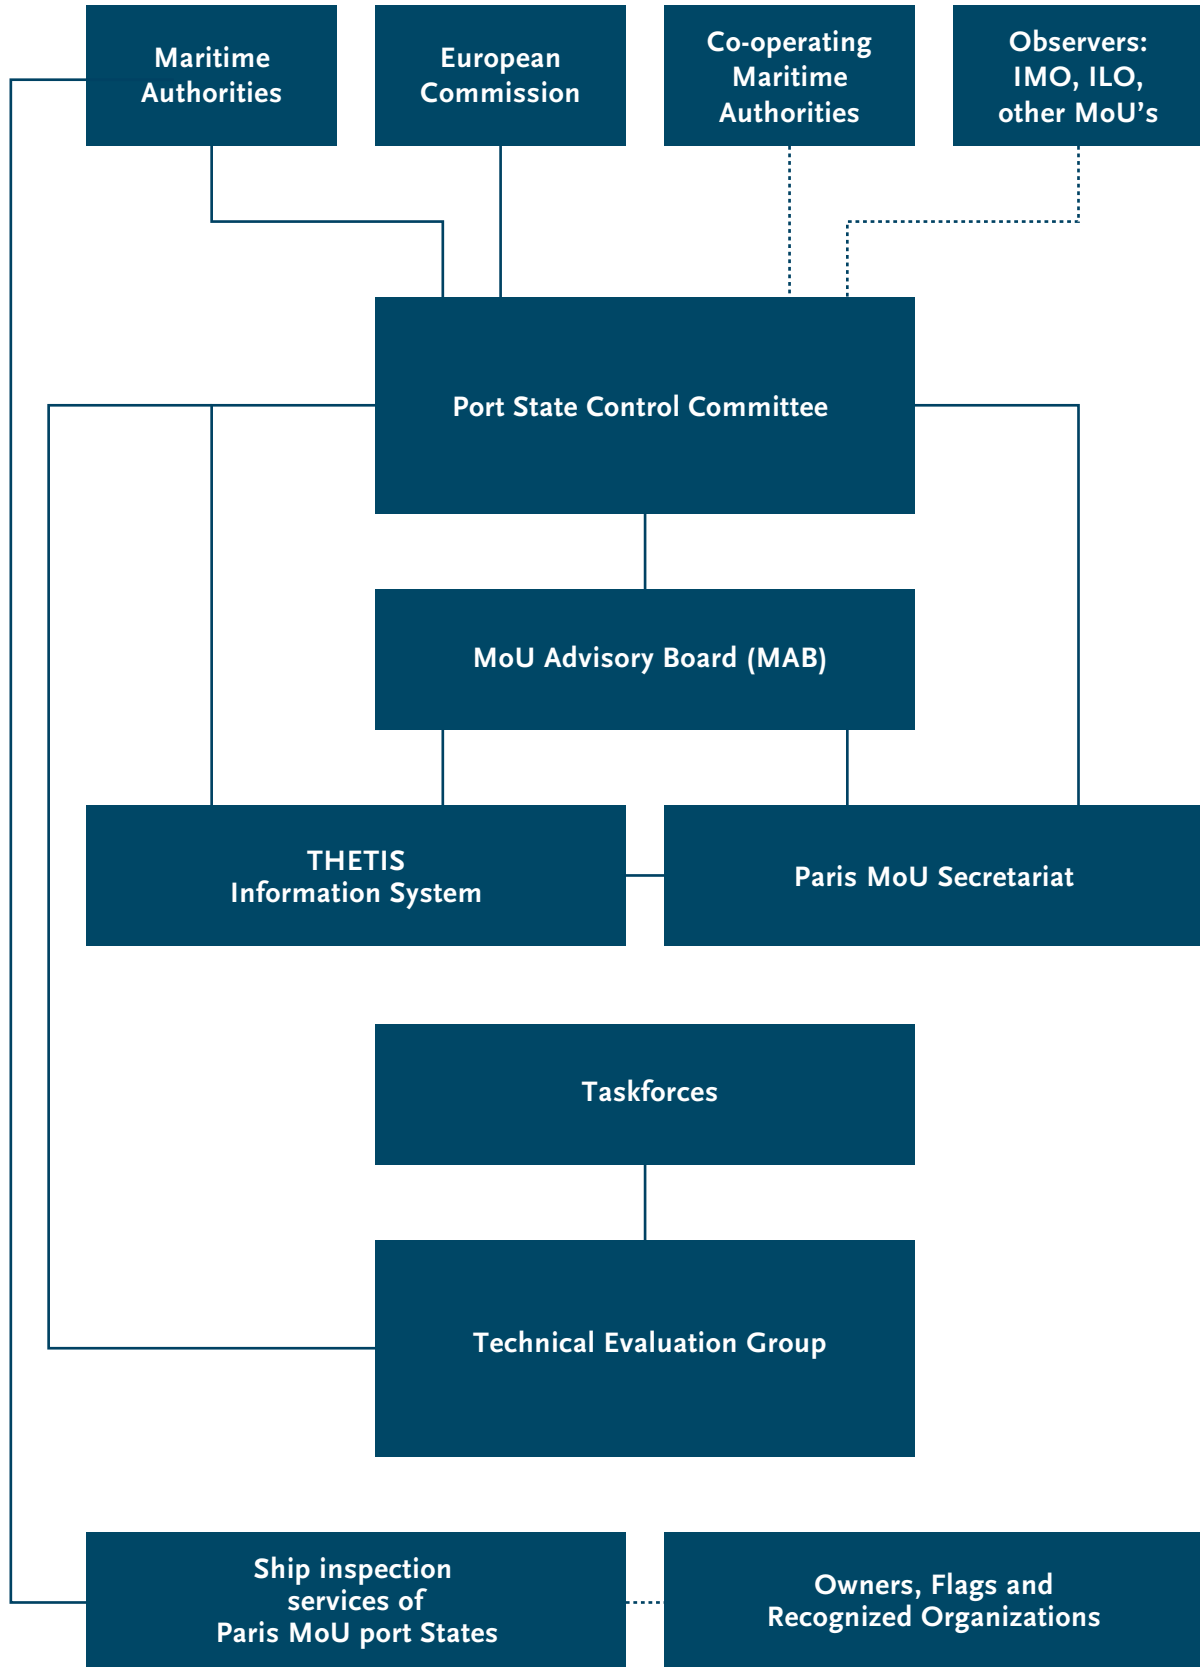 Maritime
Authorities
European
Commission
Co-operating
Maritime
Authorities
Observers:
IMO, ILO,
other MoU’s
Port State Control Committee
MoU Advisory Board (MAB)
THETIS
Information System
Paris MoU Secretariat
Taskforces
Technical Evaluation Group
Ship inspection
services of
Paris MoU port States
Owners, Flags and
Recognized Organizations